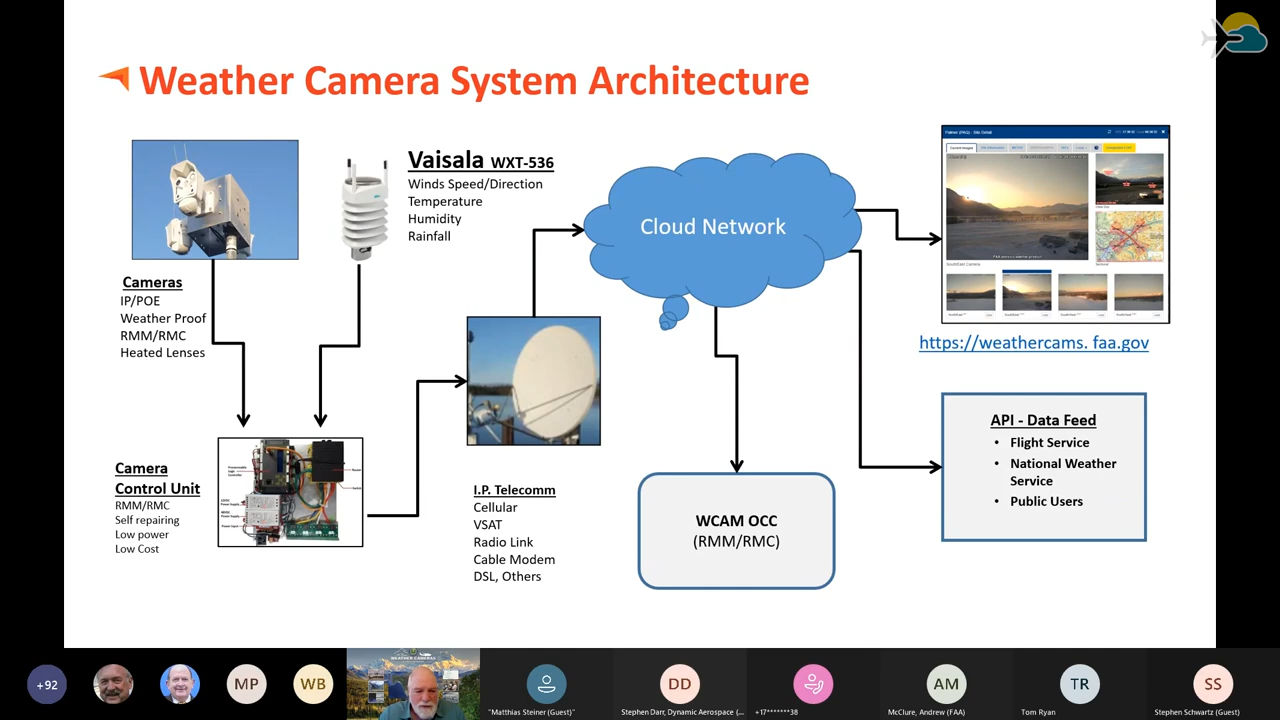 Weather Camera System Architecture
Vaisala WXT-536
Winds Speed/Direction
Temperature
Humidity
Rainfall
Cameras
IP/POE
Weather Proof
RMM/RMC
Heated Lenses
Cloud Network
https://weathercams. faa.gov
Camera
Control Unit
RMM/RMC
Self repairing
Low power
Low Cost
I.P. Telecomm
Cellular
VSAT
Radio Link
Cable Modem
DSL, Others
WCAM OCC
(RMM/RMC)
API - Data Feed
• Flight Service
• National Weather
Service
• Public Users
+92
MP
WB
WEATHER CAMERAS
"Matthias Steiner (Guest)"
DD
Stephen Darr, Dynamic Aerospace (...
+17*******38
AM
McClure, Andrew (FAA)
TR
Tom Ryan
SS
Stephen Schwartz (Guest)